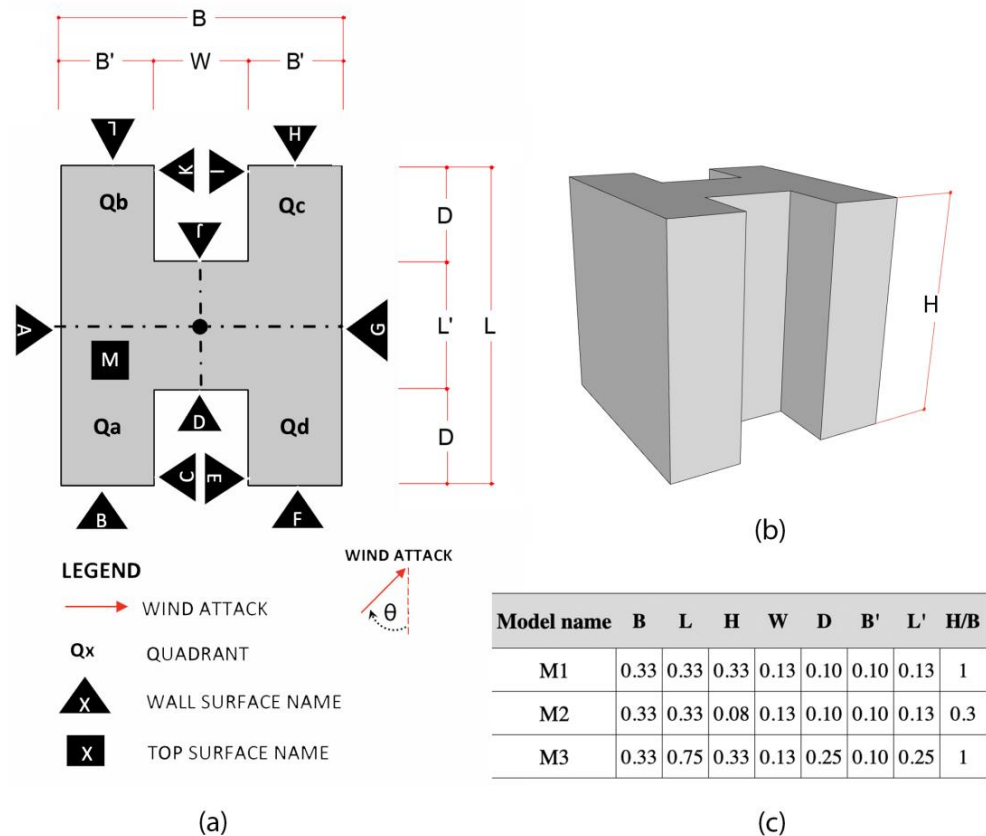 B
B' W B'
L H
K I
Qb Qc
J
A G
M
D
Qa Qd
C E
B F
D
L' L
D
H
(b)
LEGEND
WIND ATTACK
Qx QUADRANT
X WALL SURFACE NAME
X TOP SURFACE NAME
WIND ATTACK
θ
(a)
Model name B L H W D B' L' H/B
M1 0.33 0.33 0.33 0.13 0.10 0.10 0.13 1
M2 0.33 0.33 0.08 0.13 0.10 0.10 0.13 0.3
M3 0.33 0.75 0.33 0.13 0.25 0.10 0.25 1
(c)